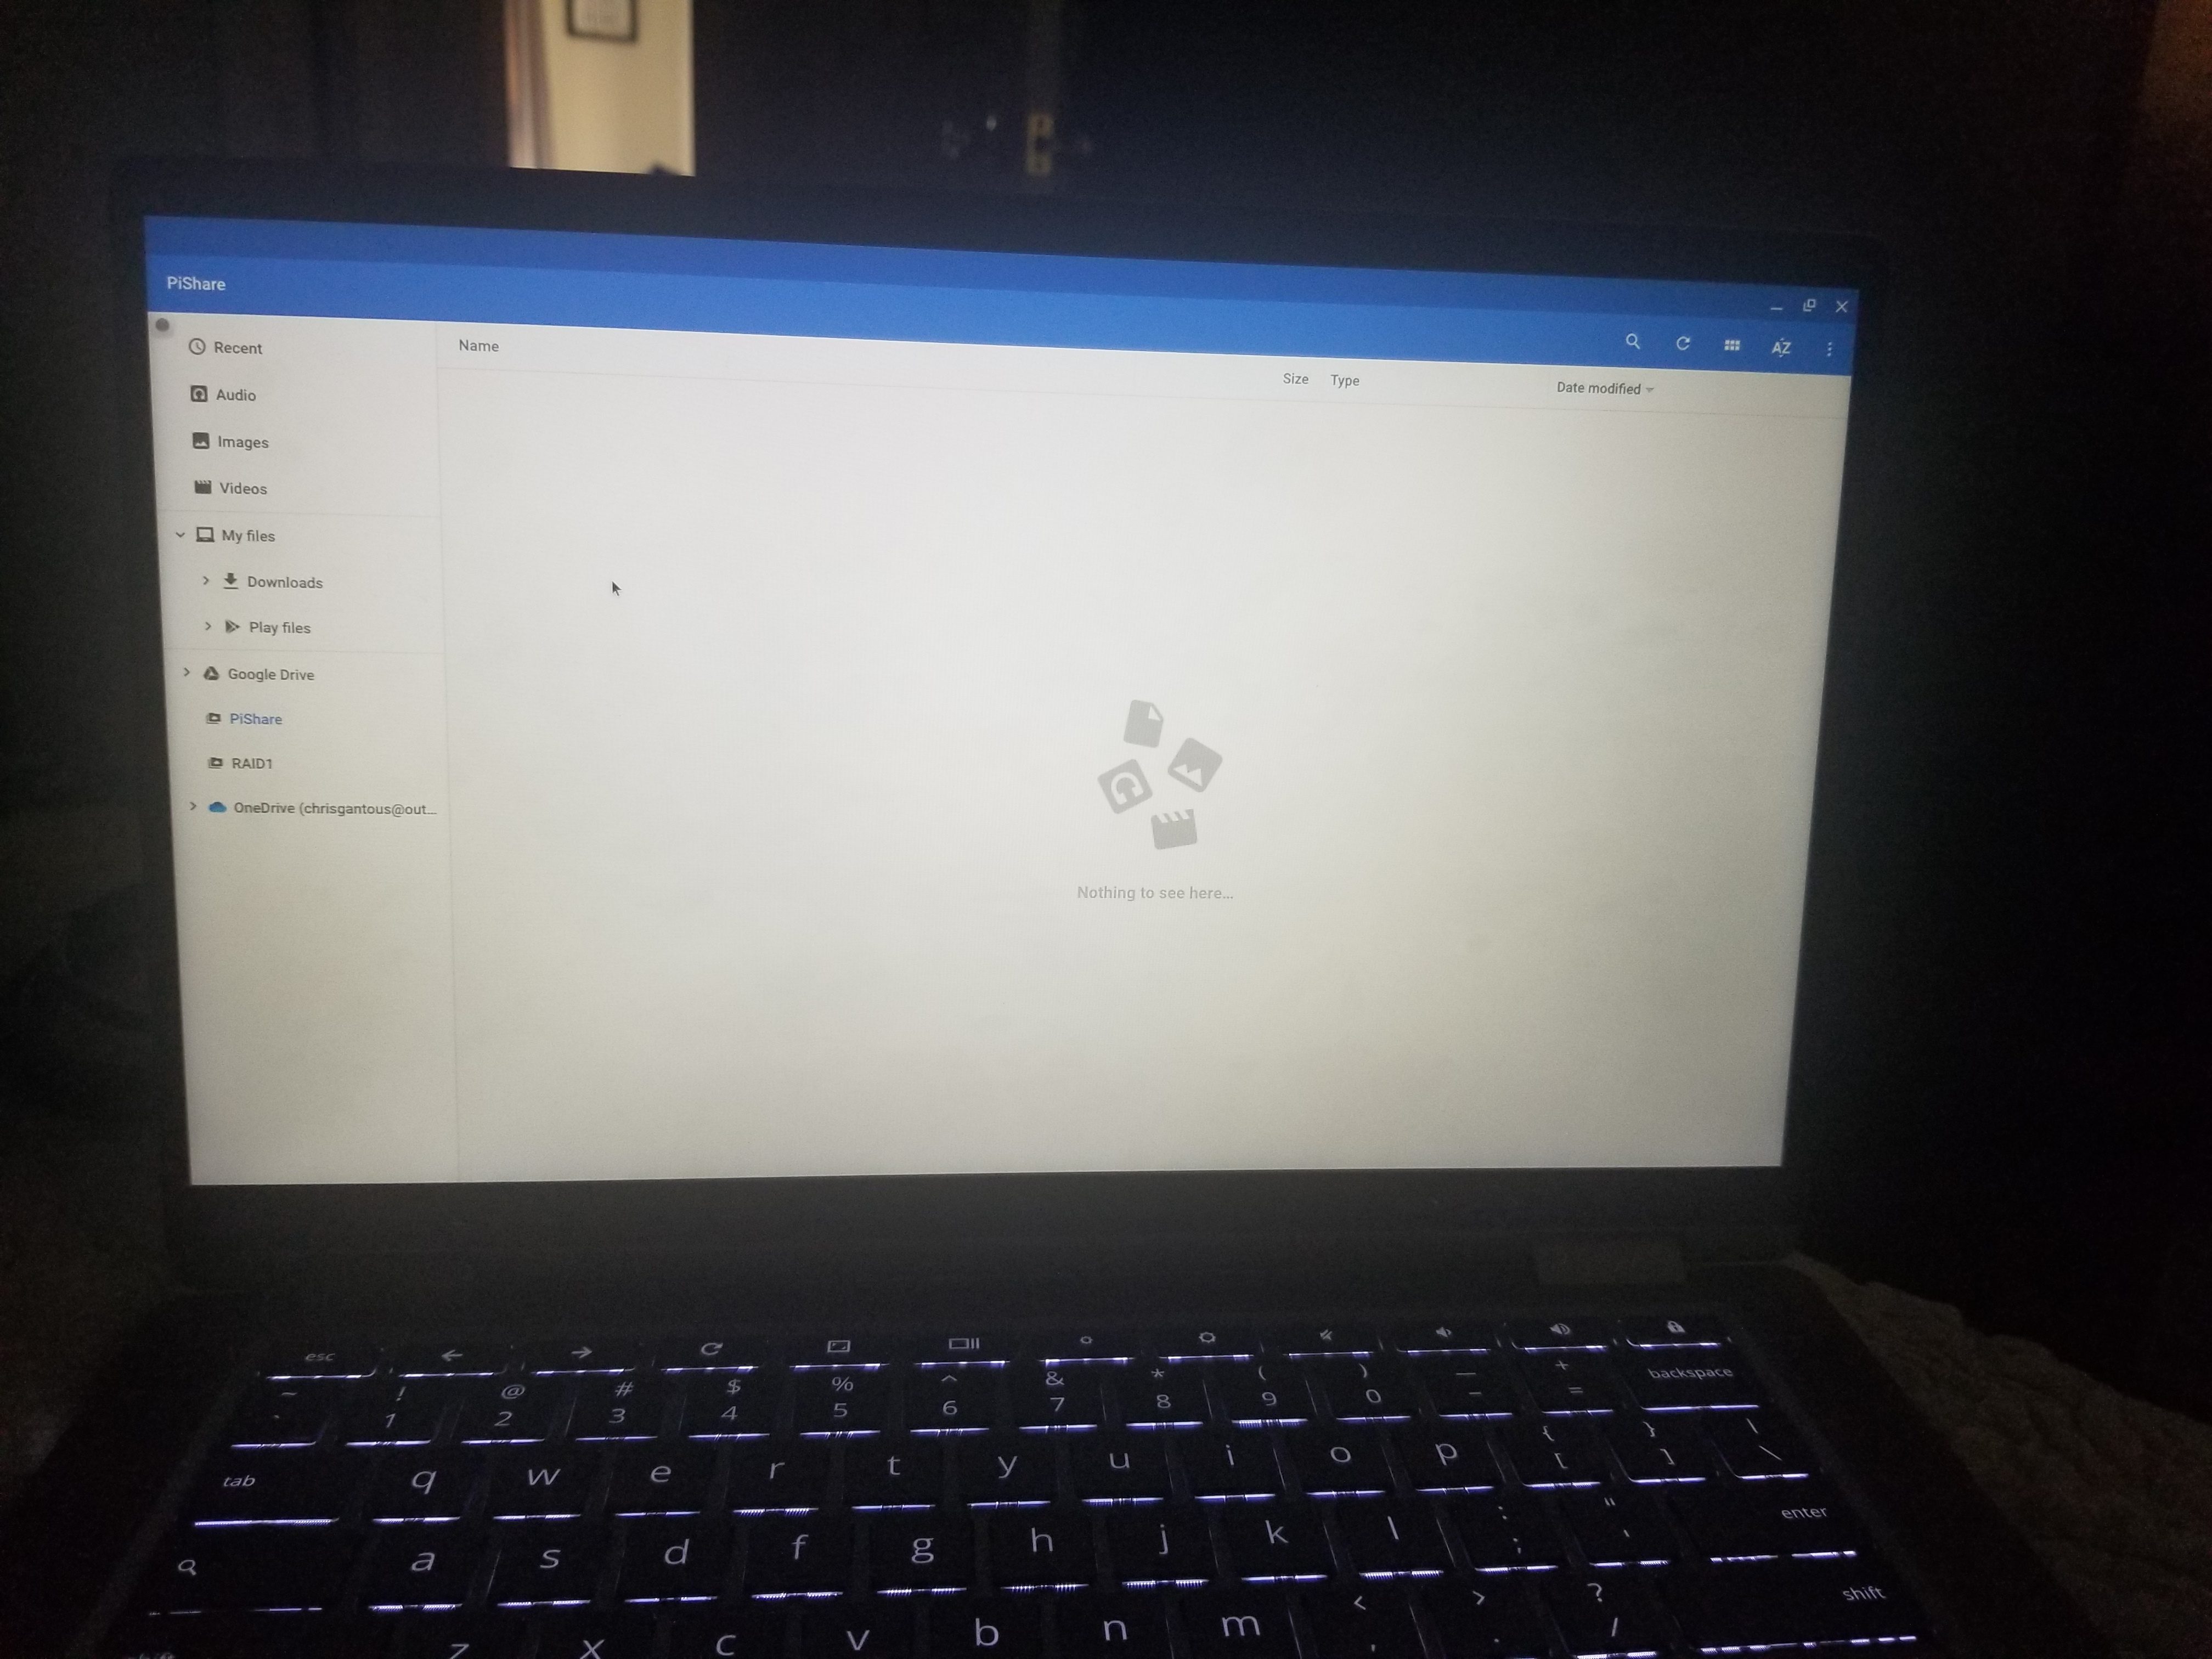 PiShare
Recent
Audio
Images
Videos
My files
Downloads
Play files
Google Drive
PiShare
RAID1
OneDrive (chrisgantous@out...
Name
Size Type Date modified
AZ
Nothing to see here...
esc
~ ! @ # $ % ^ & * ( ) — +
` 1 2 3 4 5 6 7 8 9 0 - = backspace
tab q w e r t y u i o p { [ } ] | \
a s d f g h j k l : ; " ' enter
z x c v b n m < , > . ? / shift